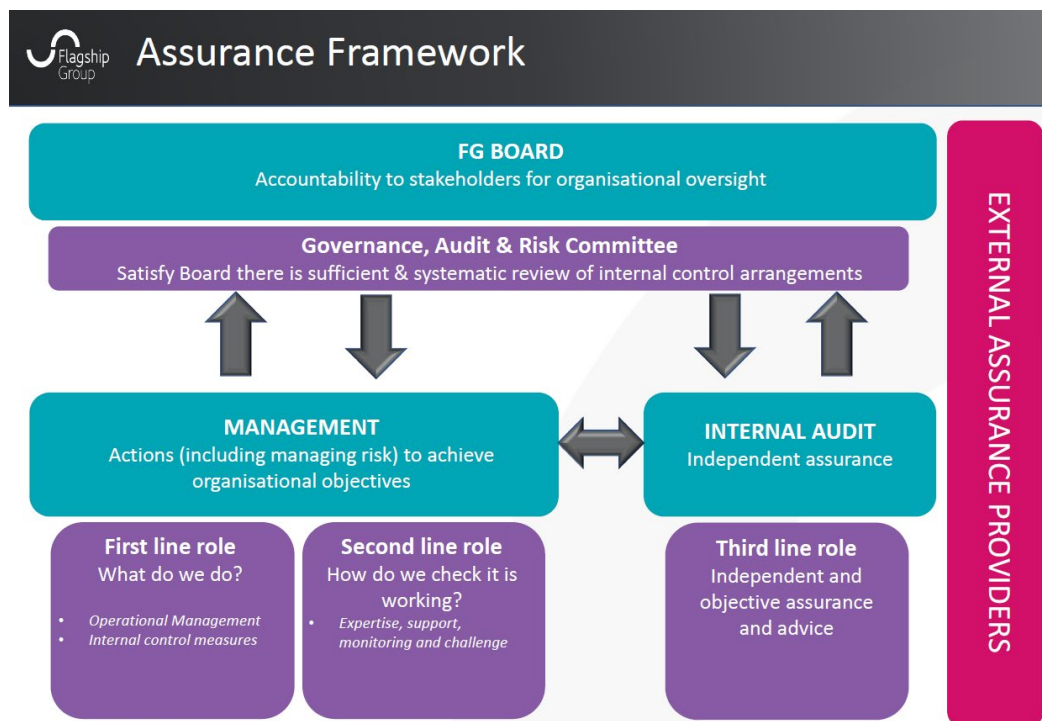 Flagship
Group
Assurance Framework
FG BOARD
Accountability to stakeholders for organisational oversight
Governance, Audit & Risk Committee
Satisfy Board there is sufficient & systematic review of internal control arrangements
MANAGEMENT
Actions (including managing risk) to achieve
organisational objectives
INTERNAL AUDIT
Independent assurance
First line role
What do we do?
• Operational Management
• Internal control measures
Second line role
How do we check it is
working?
• Expertise, support,
monitoring and challenge
Third line role
Independent and
objective assurance
and advice
EXTERNAL ASSURANCE PROVIDERS